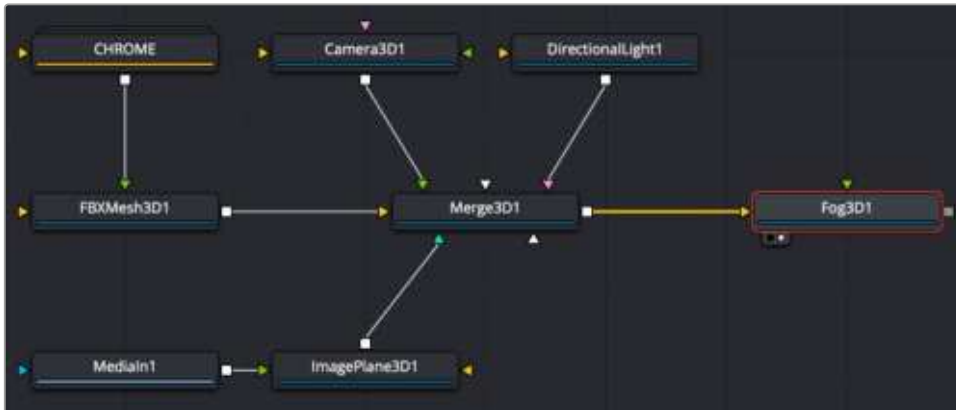 CHROME
Camera3D1
DirectionalLight1
FBXMesh3D1
Merge3D1
Fog3D1
MediaIn1
ImagePlane3D1